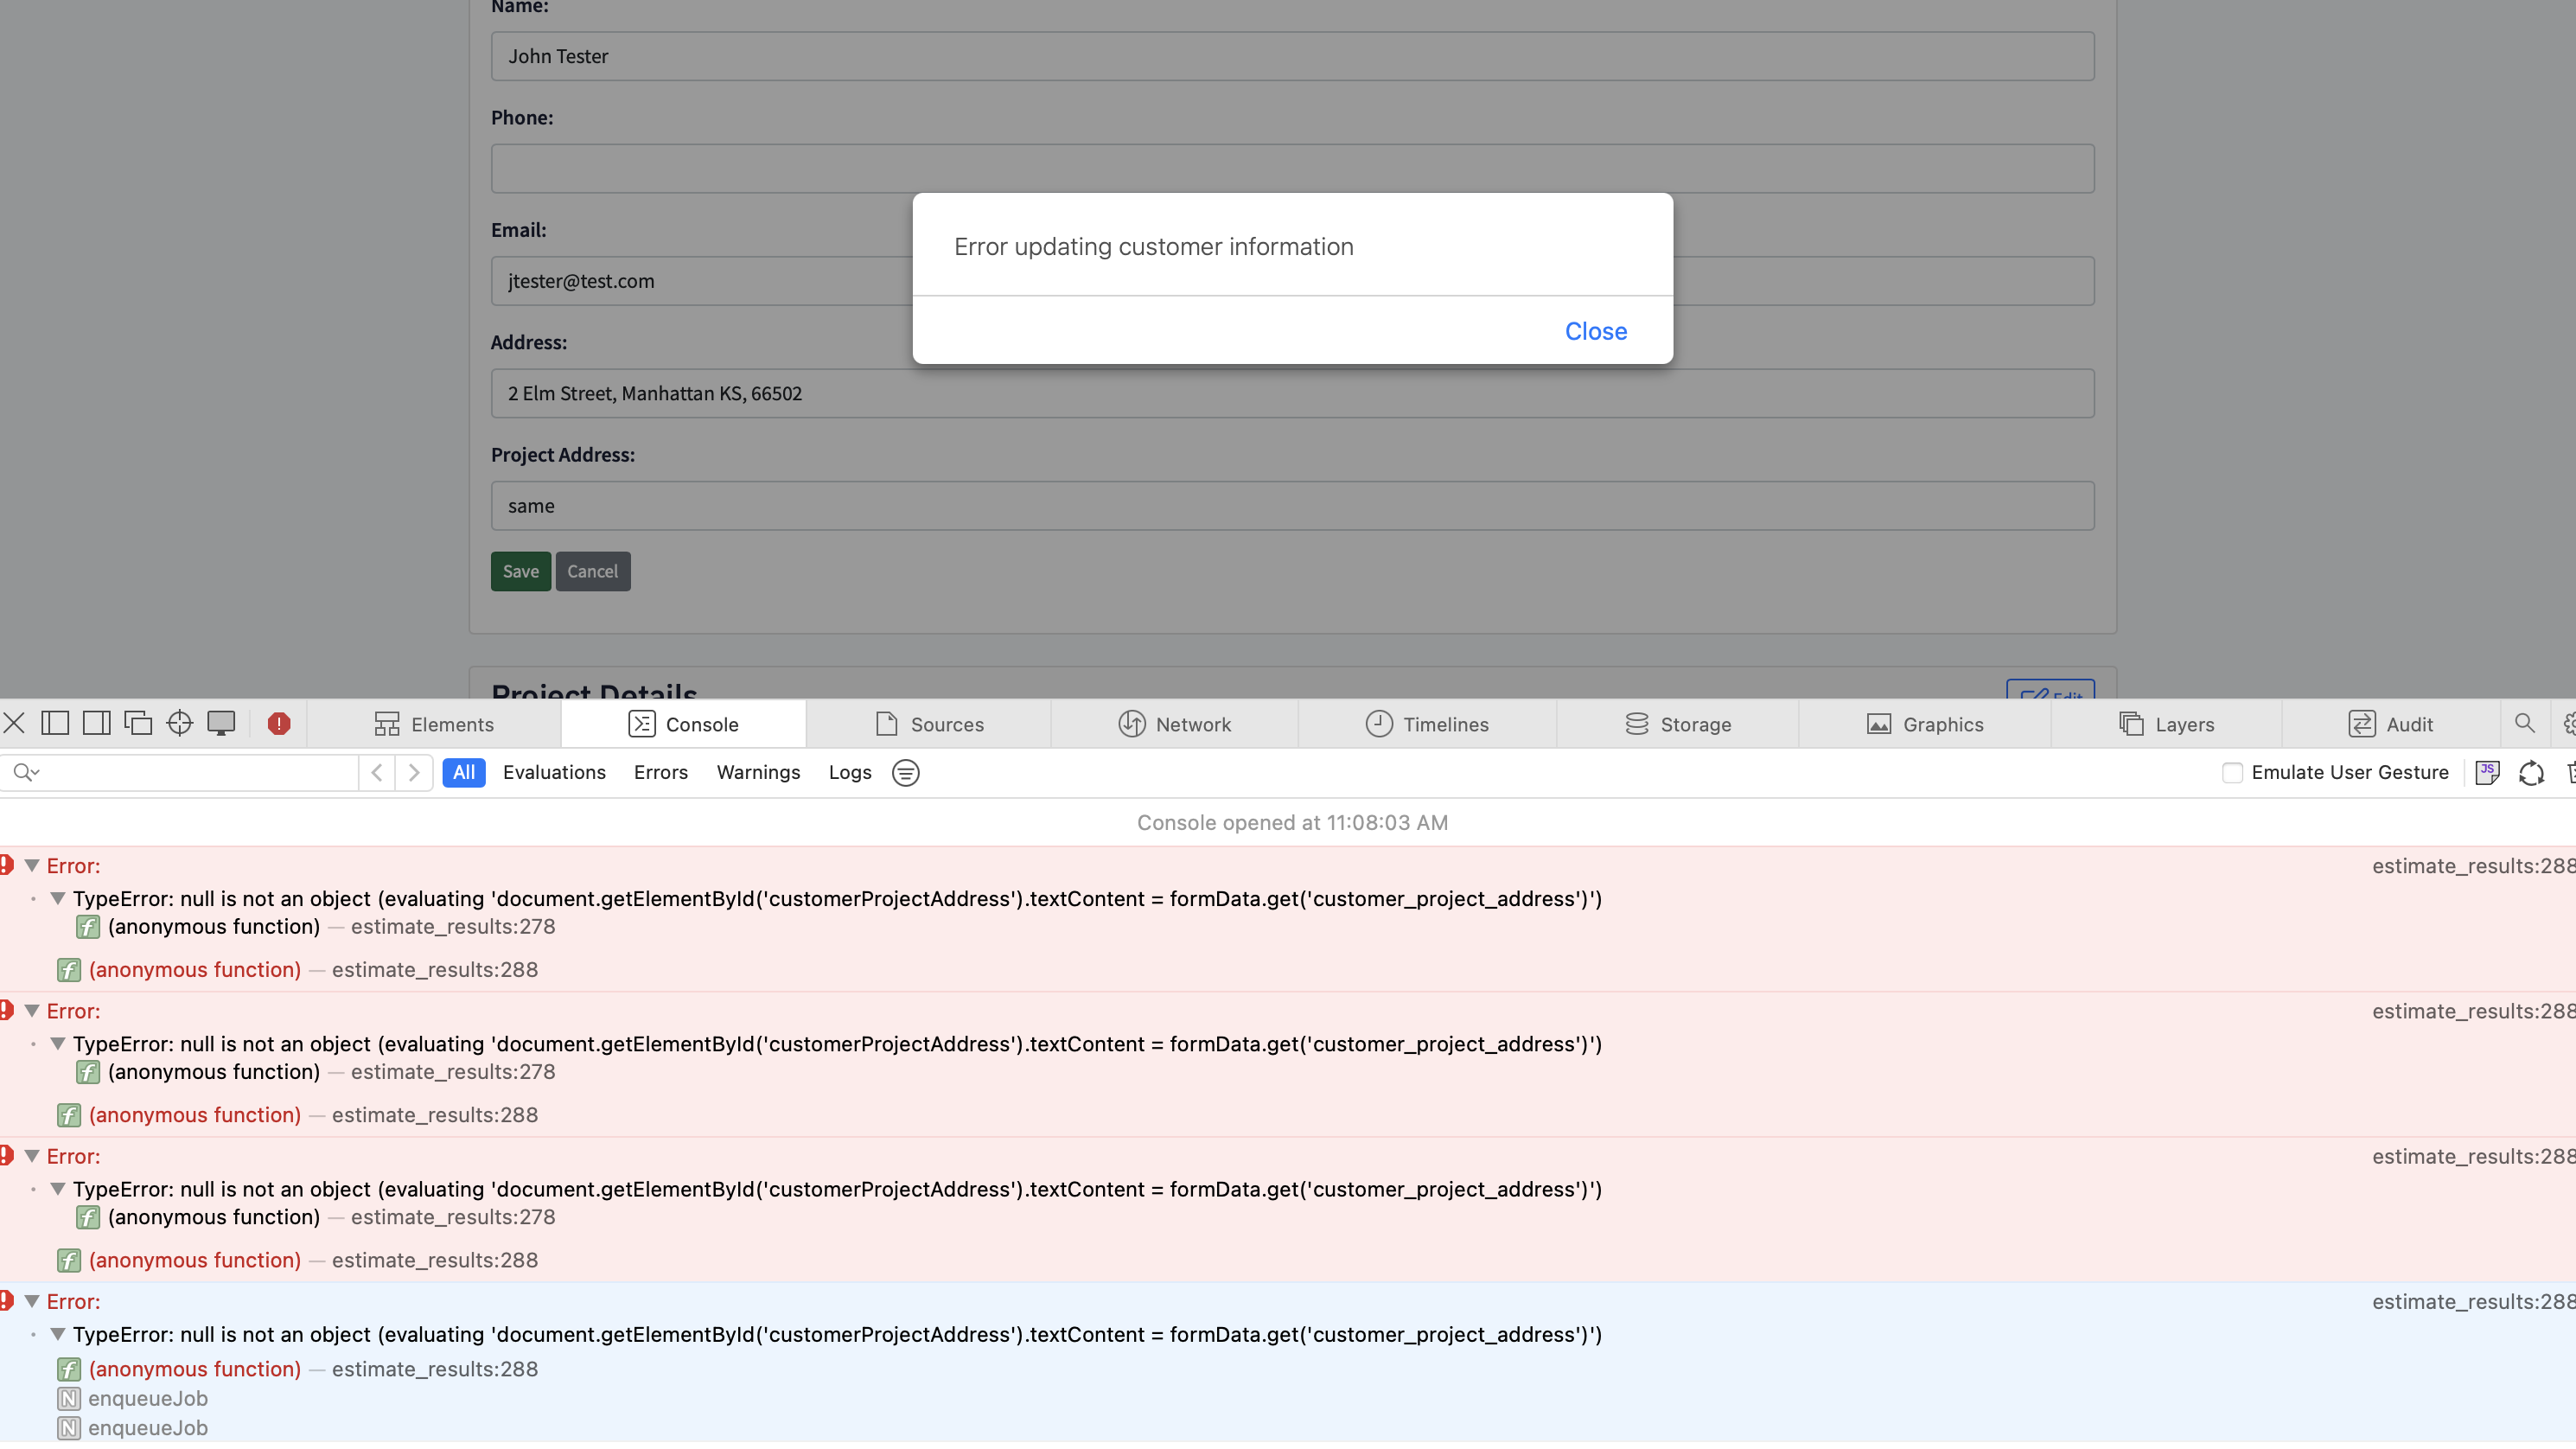 Name:
John Tester
Phone:
Email:
jtester@test.com
Address:
2 Elm Street, Manhattan KS, 66502
Project Address:
same
Save Cancel
Error updating customer information
Close
Project Details
Edit
Elements Console Sources Network Timelines Storage Graphics Layers Audit
All Evaluations Errors Warnings Logs Emulate User Gesture JS
Console opened at 11:08:03 AM
Error: estimate_results:288
TypeError: null is not an object (evaluating 'document.getElementById('customerProjectAddress').textContent = formData.get('customer_project_address')')
f (anonymous function) — estimate_results:278
f (anonymous function) — estimate_results:288
Error: estimate_results:288
TypeError: null is not an object (evaluating 'document.getElementById('customerProjectAddress').textContent = formData.get('customer_project_address')')
f (anonymous function) — estimate_results:278
f (anonymous function) — estimate_results:288
Error: estimate_results:288
TypeError: null is not an object (evaluating 'document.getElementById('customerProjectAddress').textContent = formData.get('customer_project_address')')
f (anonymous function) — estimate_results:278
f (anonymous function) — estimate_results:288
Error: estimate_results:288
TypeError: null is not an object (evaluating 'document.getElementById('customerProjectAddress').textContent = formData.get('customer_project_address')')
f (anonymous function) — estimate_results:288
N enqueueJob
N enqueueJob